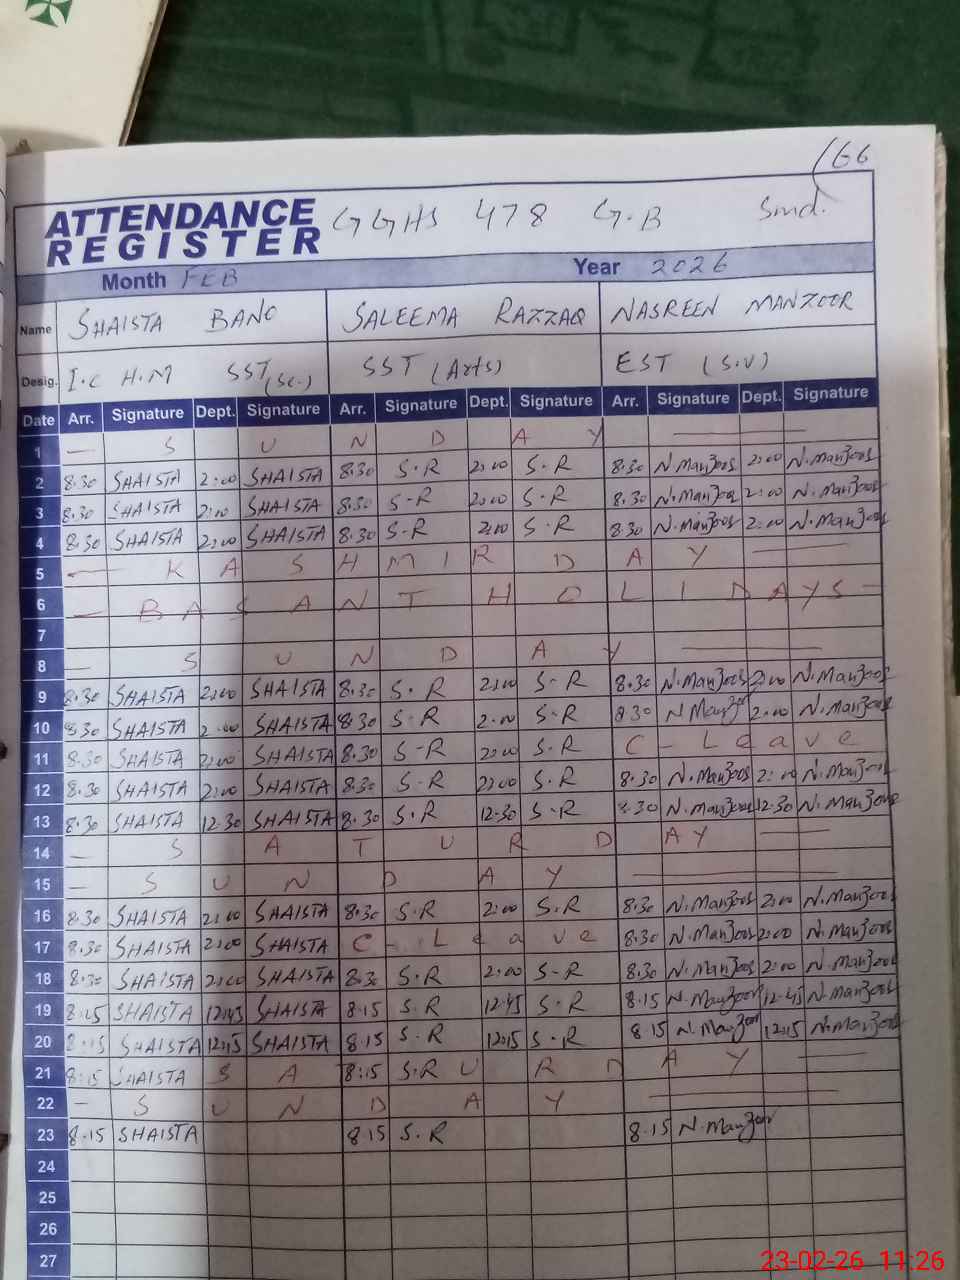 166
ATTENDANCE REGISTER GGHS 478 G.B Smd.
Month FEB Year 2026
Name SHAISTA BANO SALEEMA RAZZAQ NASREEN MANZOOR
Desig. I.C H.M SST (Sc.) SST (Arts) EST (S.V)
Date Arr. Signature Dept. Signature Arr. Signature Dept. Signature Arr. Signature Dept. Signature
1 — S U N D A Y —
2 8.30 SHAISTA 2:00 SHAISTA 8.30 S.R 2:00 S.R 8.30 N.Manzoor 2:00 N.Manzoor
3 8.30 SHAISTA 2:00 SHAISTA 8.30 S.R 2:00 S.R 8.30 N.Manzoor 2:00 N.Manzoor
4 8.30 SHAISTA 2:00 SHAISTA 8.30 S.R 2:00 S.R 8.30 N.Manzoor 2:00 N.Manzoor
5 — K A S H M I R D A Y —
6 — B A S A N T H O L I D A Y S —
7
8 — S U N D A Y —
9 8.30 SHAISTA 2:00 SHAISTA 8.30 S.R 2:00 S.R 8.30 N.Manzoor 2:00 N.Manzoor
10 8.30 SHAISTA 2:00 SHAISTA 8.30 S.R 2:00 S.R 8.30 N Manzoor 2:00 N.Manzoor
11 8.30 SHAISTA 2:00 SHAISTA 8.30 S-R 2:00 S.R C - L e a v e
12 8.30 SHAISTA 2:00 SHAISTA 8.30 S.R 2:00 S.R 8.30 N.Manzoor 2:00 N.Manzoor
13 8.30 SHAISTA 12.30 SHAISTA 8.30 S.R 12.30 S.R 8.30 N.Manzoor 12.30 N.Manzoor
14 — S A T U R D A Y —
15 — S U N D A Y —
16 8.30 SHAISTA 2:00 SHAISTA 8.30 S.R 2:00 S.R 8.30 N.Manzoor 2:00 N.Manzoor
17 8.30 SHAISTA 2:00 SHAISTA C - L e a v e 8.30 N.Manzoor 2:00 N.Manzoor
18 8.30 SHAISTA 2:00 SHAISTA 8.30 S.R 2:00 S-R 8.30 N.Manzoor 2:00 N.Manzoor
19 8.15 SHAISTA 12:45 SHAISTA 8.15 S.R 12:45 S.R 8.15 N.Manzoor 12.45 N.Manzoor
20 8.15 SHAISTA 12:15 SHAISTA 8.15 S.R 12:15 S.R 8.15 N.Manzoor 12:15 N.Manzoor
21 8:15 SHAISTA S A 8:15 S.R U R D A Y —
22 — S U N D A Y —
23 8.15 SHAISTA 8.15 S.R 8.15 N.Manzoor
24
25
26
27
23-02-26 11:26